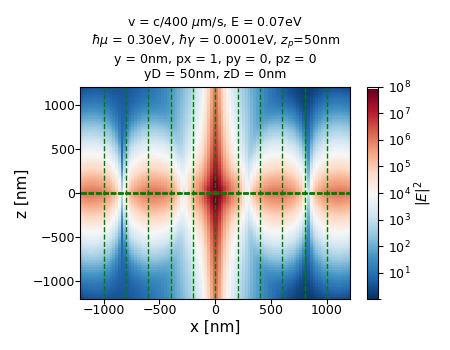 v = c/400 μm/s, E = 0.07eV
ħμ = 0.30eV, ħγ = 0.0001eV, z_p=50nm
y = 0nm, px = 1, py = 0, pz = 0
yD = 50nm, zD = 0nm
1000
500
0
−500
−1000
z [nm]
−1000 −500 0 500 1000
x [nm]
10^8
10^7
10^6
10^5
10^4
10^3
10^2
10^1
|E|^2